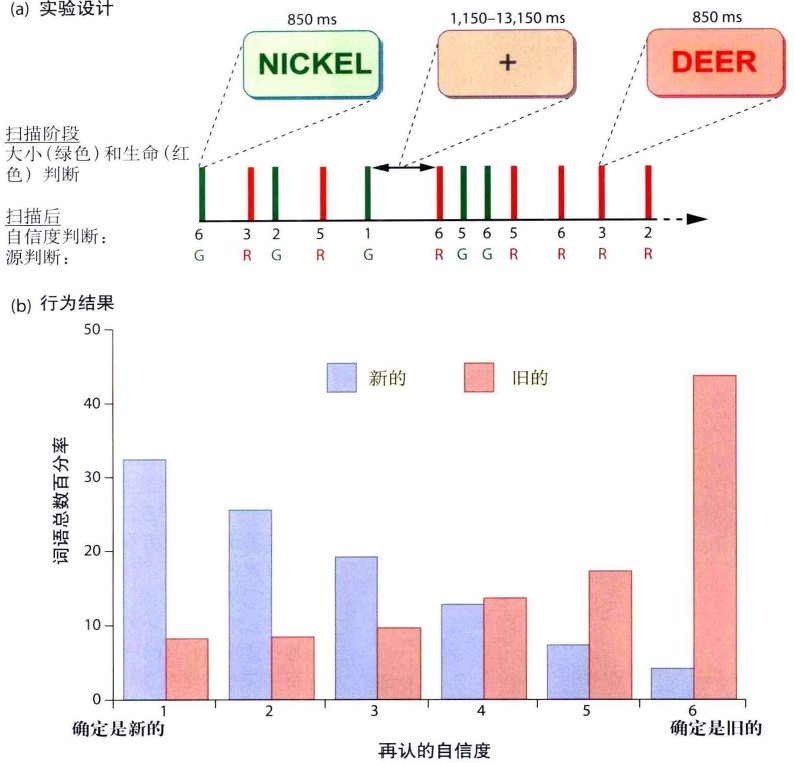 (a) 实验设计
850 ms
1,150–13,150 ms
850 ms
NICKEL
+
DEER
扫描阶段
大小（绿色）和生命（红
色）判断
扫描后
自信度判断：
6 3 2 5 1 6 5 6 5 6 3 2
源判断：
G R G R G R G G R R R R
(b) 行为结果
50
40
30
20
10
0
词语总数百分率
新的
旧的
1 2 3 4 5 6
确定是新的
确定是旧的
再认的自信度